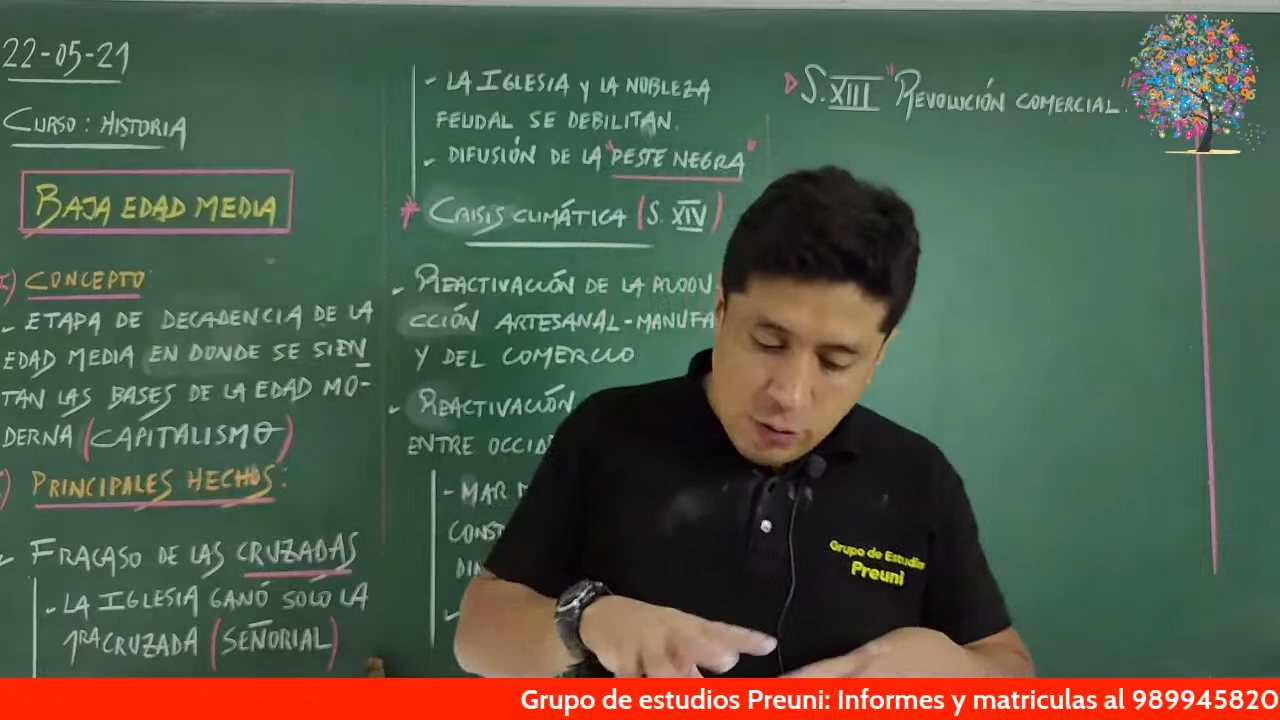 22-05-21
CURSO: HISTORIA
BAJA EDAD MEDIA
I) CONCEPTO:
- ETAPA DE DECADENCIA DE LA
EDAD MEDIA EN DONDE SE SIEN
TAN LAS BASES DE LA EDAD MO-
DERNA (CAPITALISMO)
) PRINCIPALES HECHOS:
- FRACASO DE LAS CRUZADAS
- LA IGLESIA GANÓ SOLO LA
1RA CRUZADA (SEÑORIAL)
- LA IGLESIA Y LA NOBLEZA
FEUDAL SE DEBILITAN.
- DIFUSIÓN DE LA "PESTE NEGRA"
* CRISIS CLIMÁTICA (S. XIV)
- REACTIVACIÓN DE LA PRODU
CCIÓN ARTESANAL-MANUFA
Y DEL COMERCIO
- REACTIVACIÓN
ENTRE OCCID
- MAR M
CONST
DIN
S. XIII "REVOLUCIÓN COMERCIAL"
Grupo de Estudios
Preuni
Grupo de estudios Preuni: Informes y matriculas al 989945820